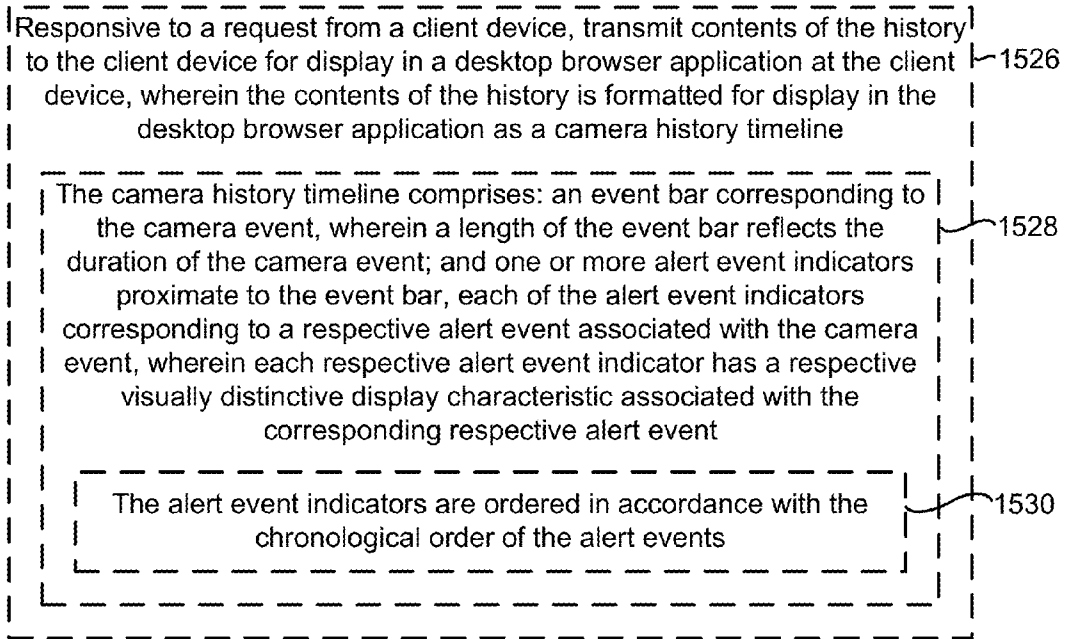 Responsive to a request from a client device, transmit contents of the history
to the client device for display in a desktop browser application at the client
device, wherein the contents of the history is formatted for display in the
desktop browser application as a camera history timeline
1526
The camera history timeline comprises: an event bar corresponding to
the camera event, wherein a length of the event bar reflects the
duration of the camera event; and one or more alert event indicators
proximate to the event bar, each of the alert event indicators
corresponding to a respective alert event associated with the camera
event, wherein each respective alert event indicator has a respective
visually distinctive display characteristic associated with the
corresponding respective alert event
1528
The alert event indicators are ordered in accordance with the
chronological order of the alert events
1530